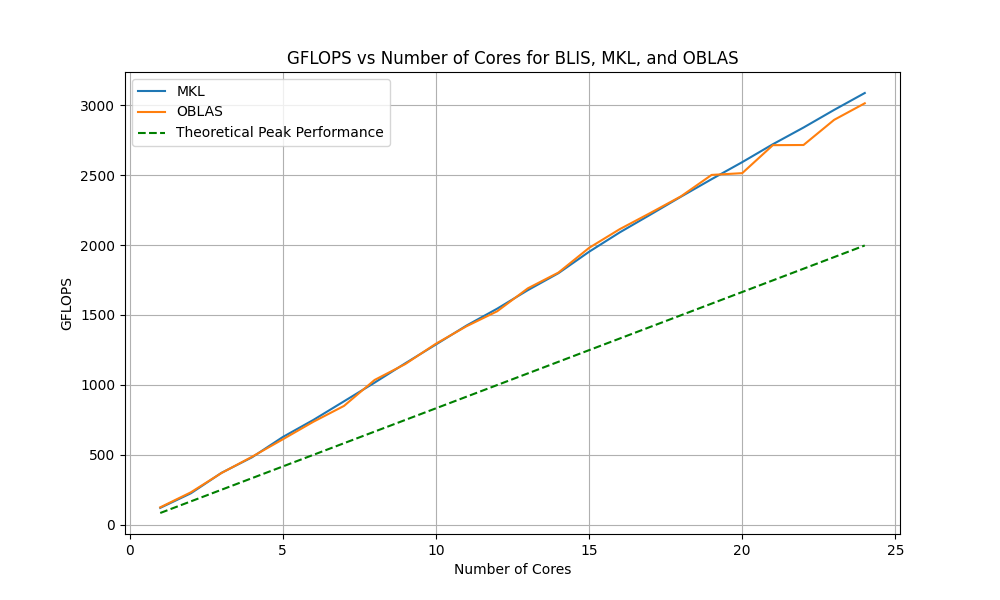 GFLOPS vs Number of Cores for BLIS, MKL, and OBLAS
MKL
OBLAS
Theoretical Peak Performance
3000
2500
2000
1500
1000
500
0
GFLOPS
0 5 10 15 20 25
Number of Cores